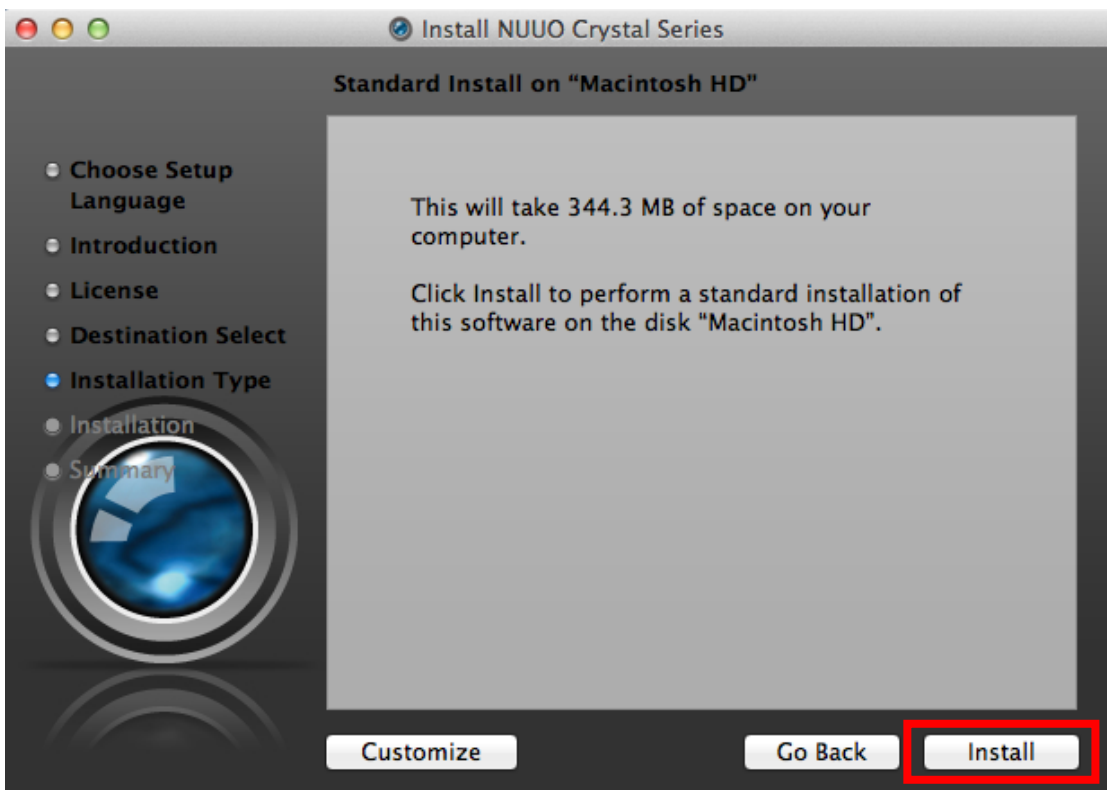 Install NUUO Crystal Series
Standard Install on “Macintosh HD"
Choose Setup
Language
Introduction
License
Destination Select
Installation Type
Installation
Summary
This will take 344.3 MB of space on your
computer.
Click Install to perform a standard installation of
this software on the disk “Macintosh HD”.
Customize
Go Back
Install